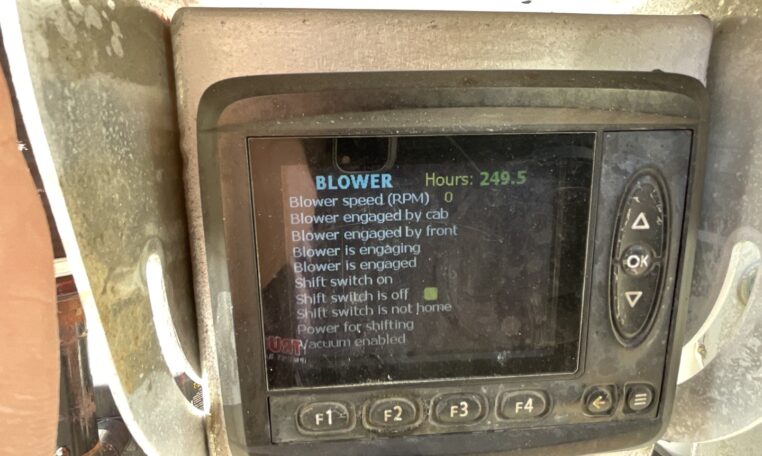 BLOWER Hours: 249.5
Blower speed (RPM) 0
Blower engaged by cab
Blower engaged by front
Blower is engaging
Blower is engaged
Shift switch on
Shift switch is off
Shift switch is not home
Power for shifting
Vacuum enabled
OK
F1 F2 F3 F4